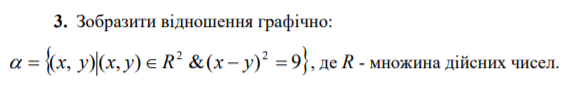 3. Зобразити відношення графічно:
α = {(x, y)|(x, y) ∈ R² & (x − y)² = 9}, де R - множина дійсних чисел.